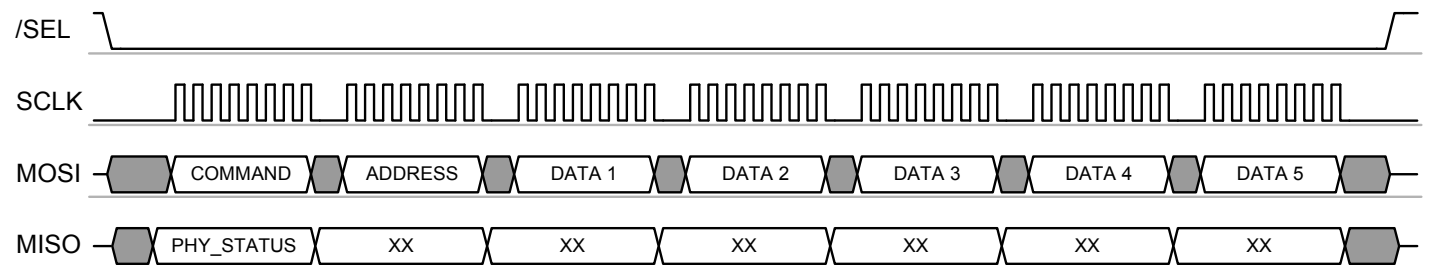 /SEL
SCLK
MOSI COMMAND ADDRESS DATA 1 DATA 2 DATA 3 DATA 4 DATA 5
MISO PHY_STATUS XX XX XX XX XX XX